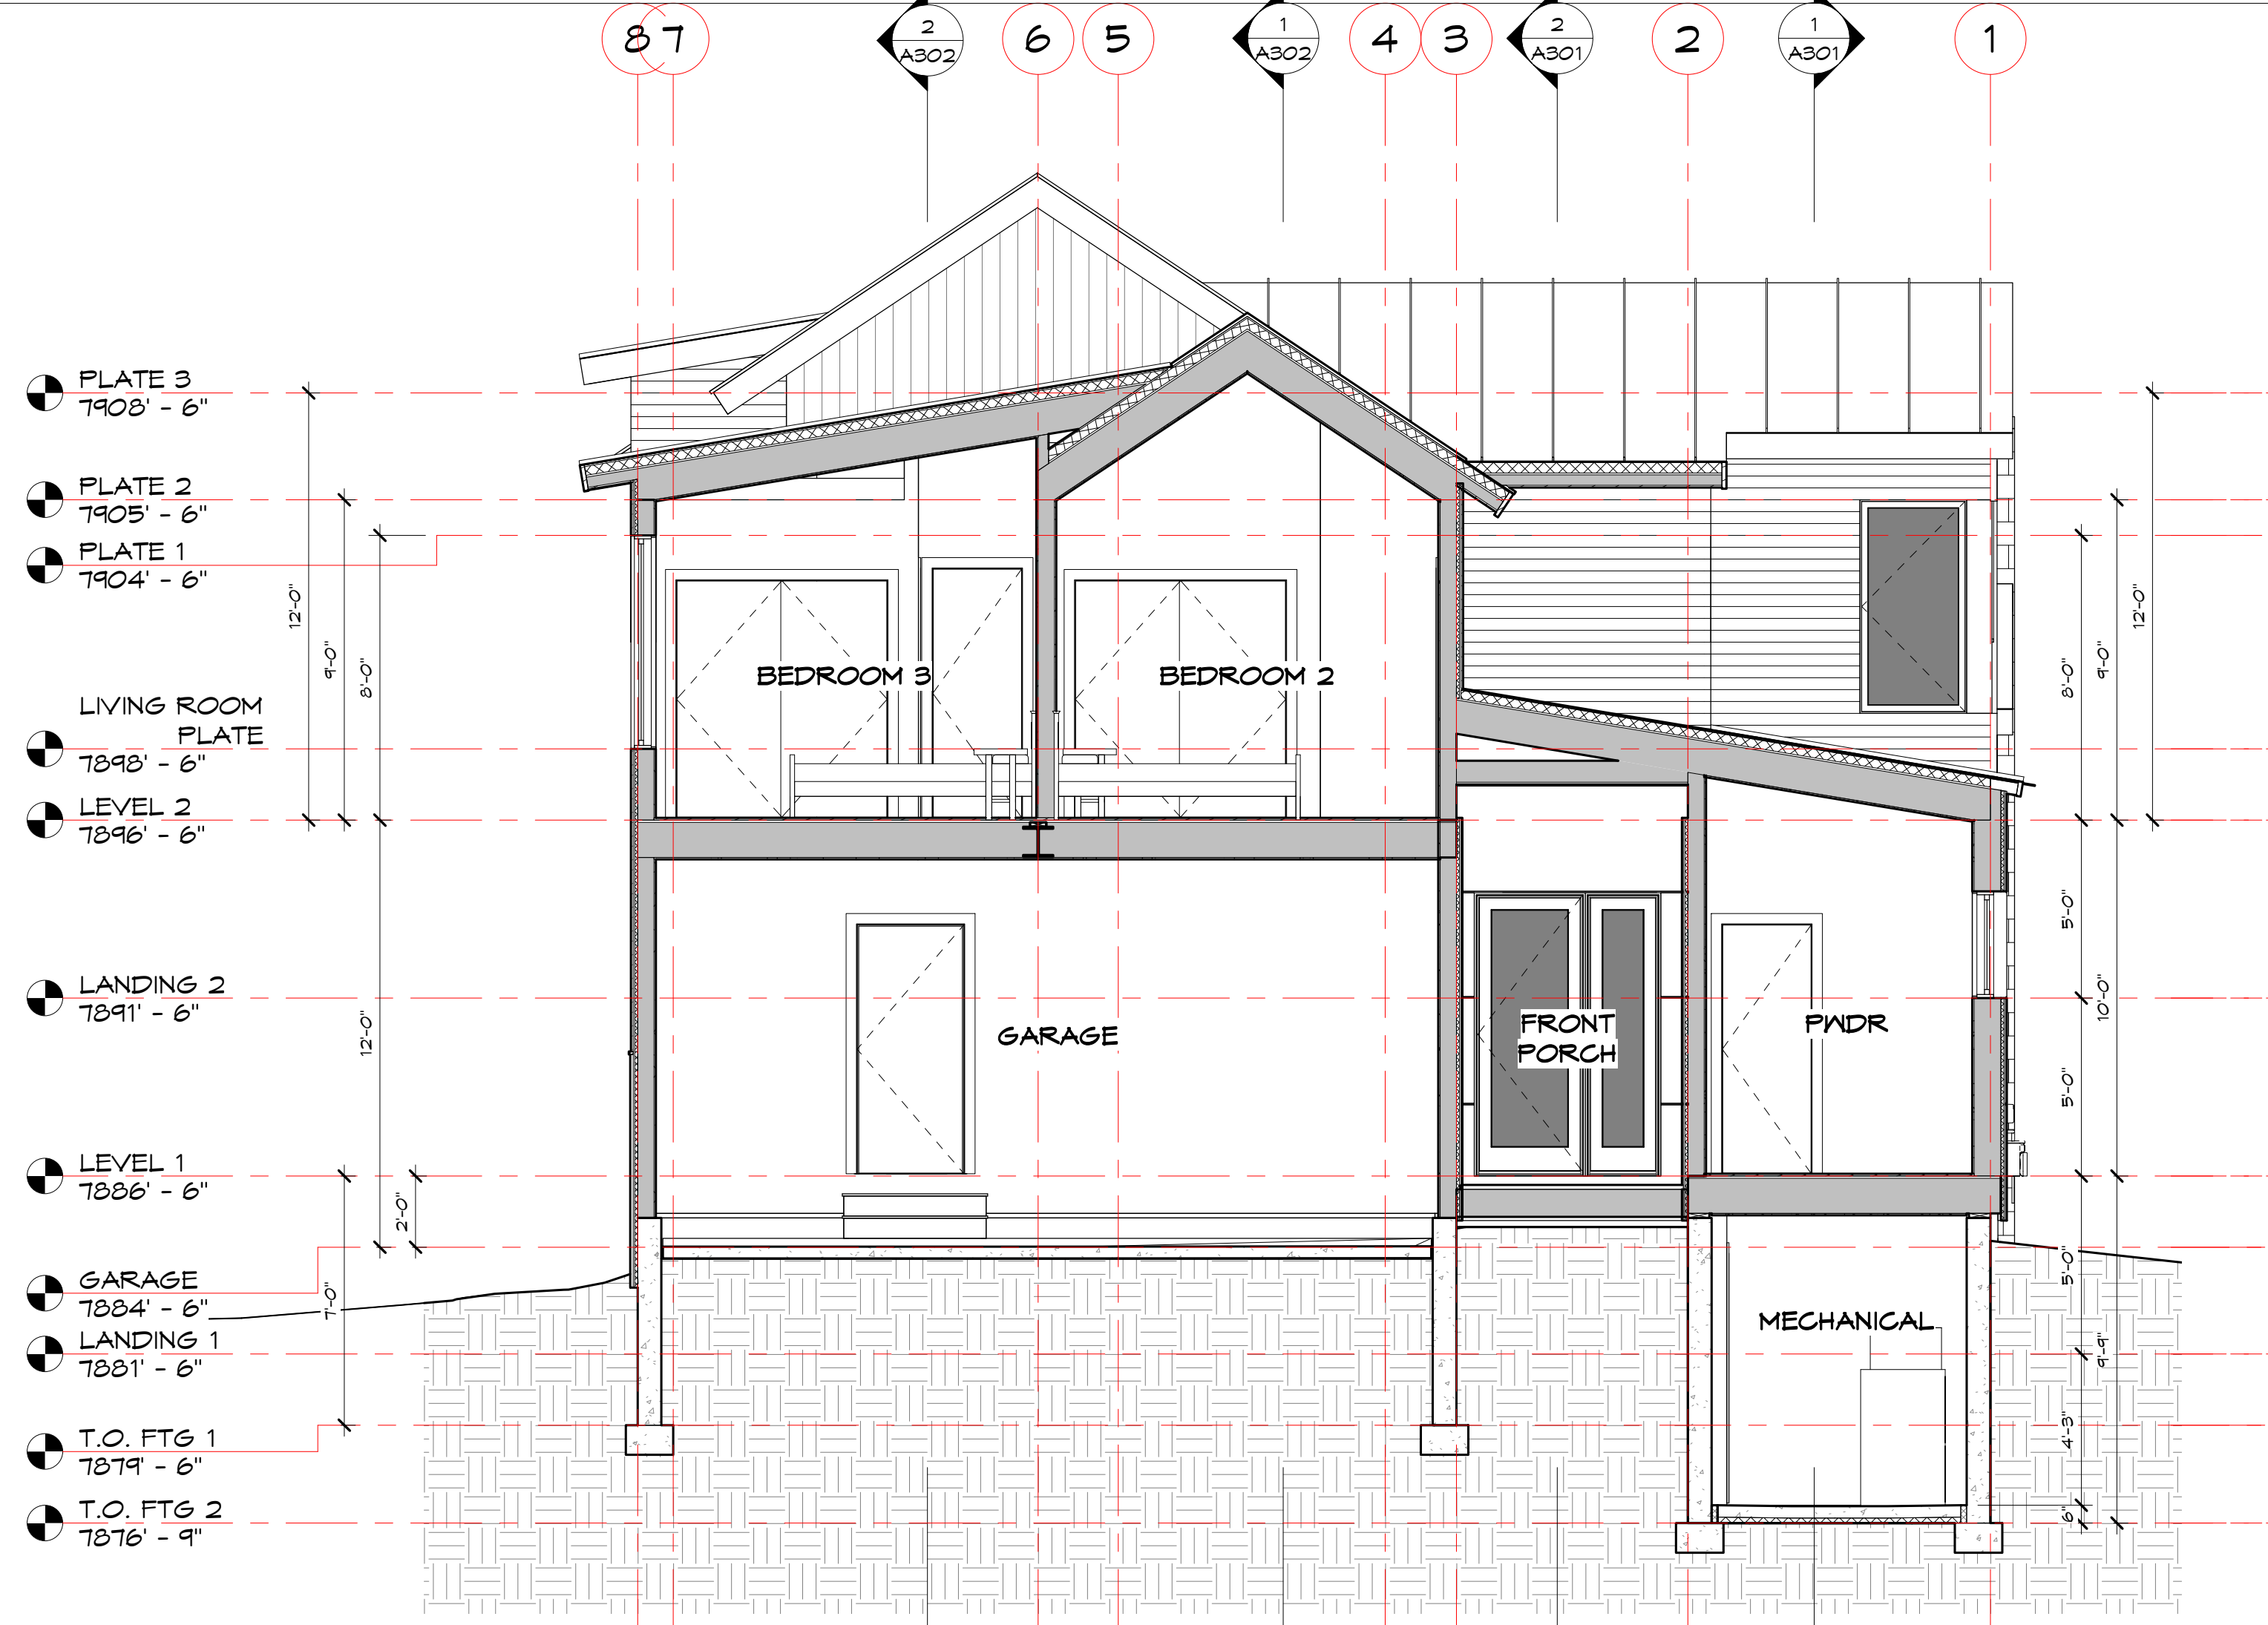 8 7 2 6 5 1 4 3 2 2 1 1
A302 A302 A301 A301
PLATE 3
7908' - 6"
PLATE 2
7905' - 6"
PLATE 1
7904' - 6"
LIVING ROOM
PLATE
7898' - 6"
LEVEL 2
7896' - 6"
LANDING 2
7891' - 6"
LEVEL 1
7886' - 6"
GARAGE
7884' - 6"
LANDING 1
7881' - 6"
T.O. FTG 1
7879' - 6"
T.O. FTG 2
7876' - 9"
12'-0"
9'-0"
8'-0"
12'-0"
2'-0"
7'-0"
BEDROOM 3
BEDROOM 2
GARAGE
FRONT
PORCH
PWDR
MECHANICAL
12'-0"
9'-0"
8'-0"
5'-0"
10'-0"
5'-0"
5'-0"
9'-9"
4'-3"
6"